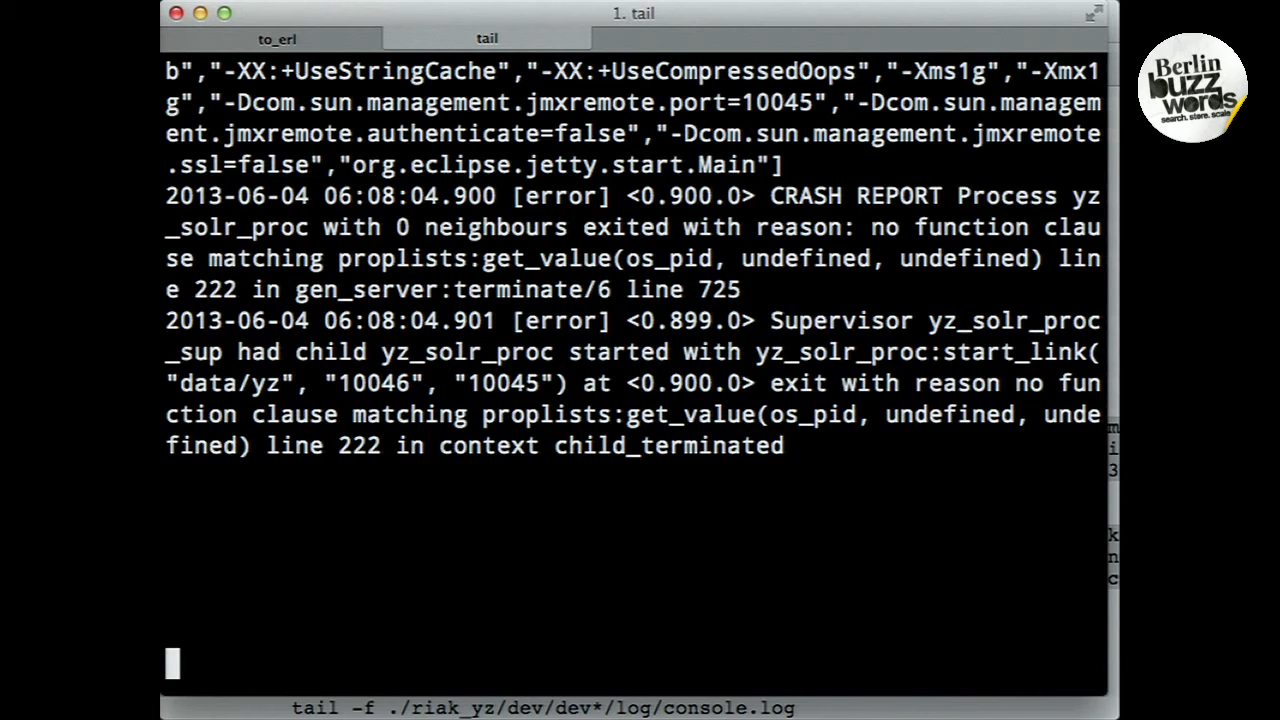 1. tail
to_erl
tail
b","-XX:+UseStringCache","-XX:+UseCompressedOops","-Xms1g","-Xmx1
g","-Dcom.sun.management.jmxremote.port=10045","-Dcom.sun.managem
ent.jmxremote.authenticate=false","-Dcom.sun.management.jmxremote
.ssl=false","org.eclipse.jetty.start.Main"]
2013-06-04 06:08:04.900 [error] <0.900.0> CRASH REPORT Process yz
_solr_proc with 0 neighbours exited with reason: no function clau
se matching proplists:get_value(os_pid, undefined, undefined) lin
e 222 in gen_server:terminate/6 line 725
2013-06-04 06:08:04.901 [error] <0.899.0> Supervisor yz_solr_proc
_sup had child yz_solr_proc started with yz_solr_proc:start_link(
"data/yz", "10046", "10045") at <0.900.0> exit with reason no fun
ction clause matching proplists:get_value(os_pid, undefined, unde
fined) line 222 in context child_terminated
m
i
3
k
n
c
tail -f ./riak_yz/dev/dev*/log/console.log
Berlin
buzz
words
search. store. scale